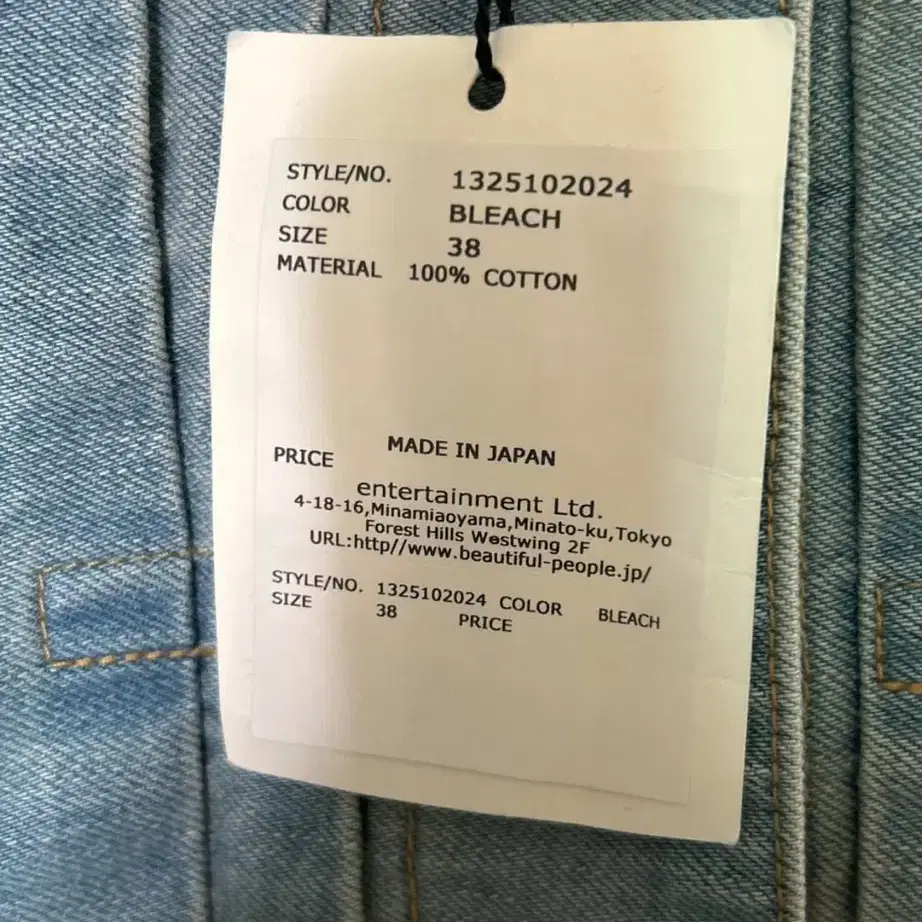 STYLE/NO. 1325102024
COLOR BLEACH
SIZE 38
MATERIAL 100% COTTON
MADE IN JAPAN
PRICE
entertainment Ltd.
4-18-16,Minamiaoyama,Minato-ku,Tokyo
Forest Hills Westwing 2F
URL:http//www.beautiful-people.jp/
STYLE/NO. 1325102024 COLOR BLEACH
SIZE 38 PRICE